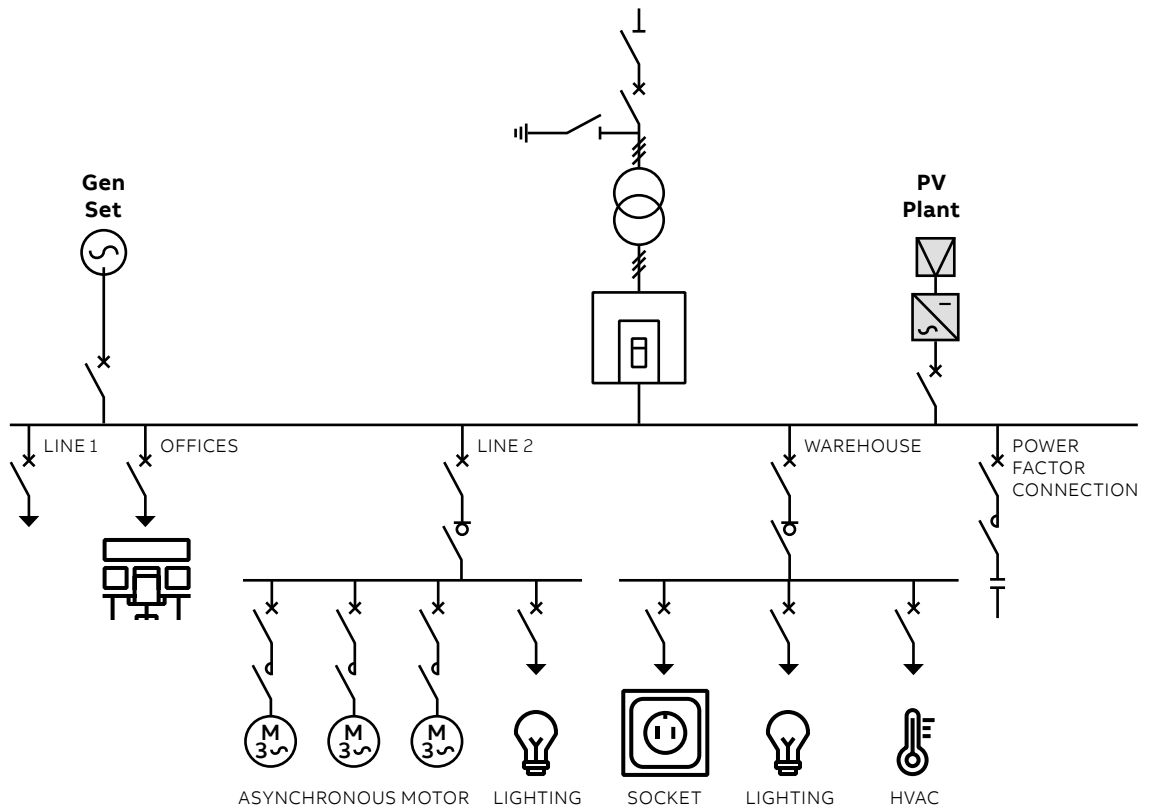 Gen
Set
PV
Plant
LINE 1
OFFICES
LINE 2
WAREHOUSE
POWER
FACTOR
CONNECTION
M
3~
M
3~
M
3~
ASYNCHRONOUS MOTOR
LIGHTING
SOCKET
LIGHTING
HVAC